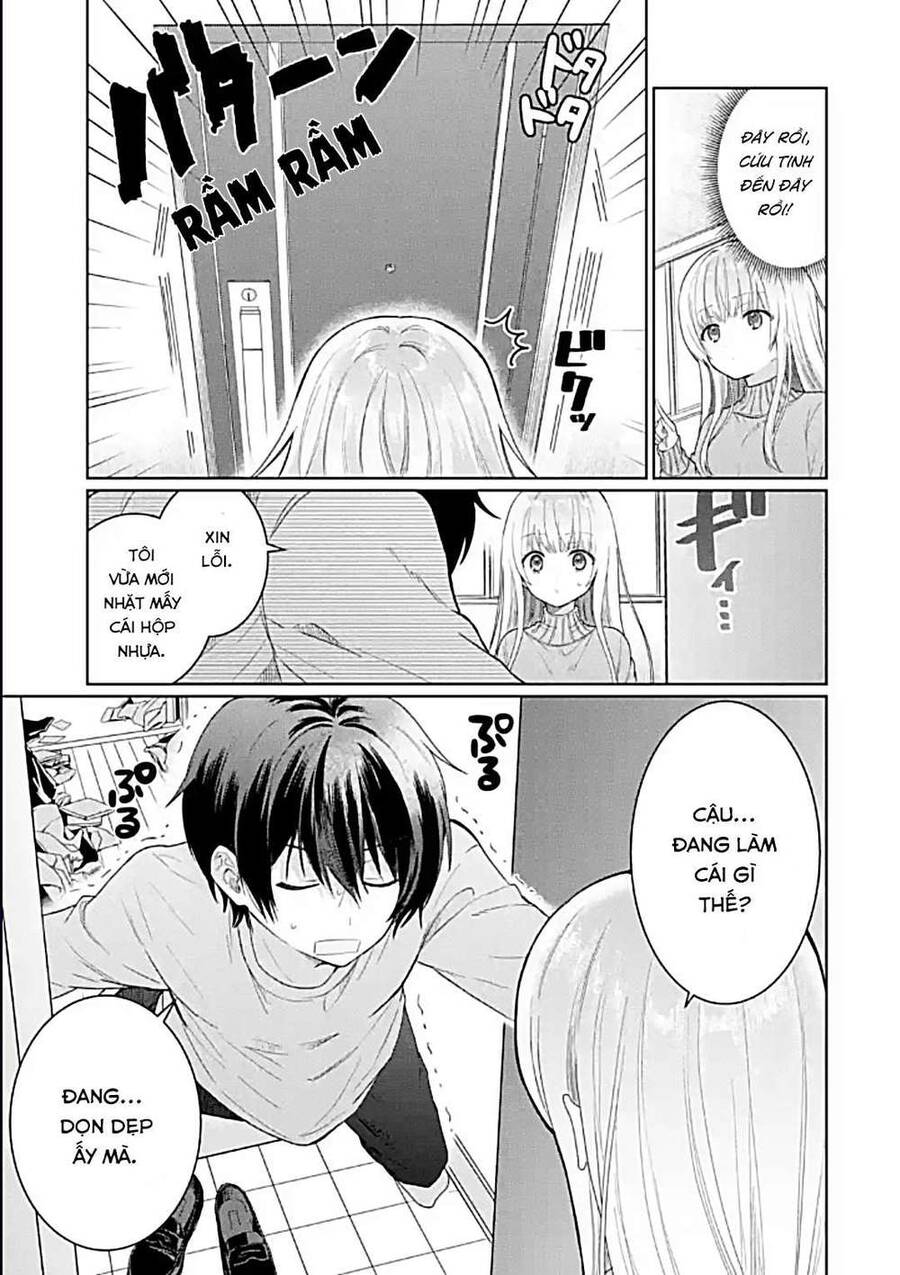 ĐÂY RỒI,
CỨU TINH
ĐẾN ĐÂY
RỒI!
ドタ
ドタ
バターン
RẦM RẦM
ビクッ
ギィ…
XIN
LỖI.
TÔI
VỪA MỚI
NHẶT MẤY
CÁI HỘP
NHỰA.
CẬU...
ĐANG LÀM
CÁI GÌ
THẾ?
ぷる
ぷる
ĐANG...
DỌN DẸP
ẤY MÀ.